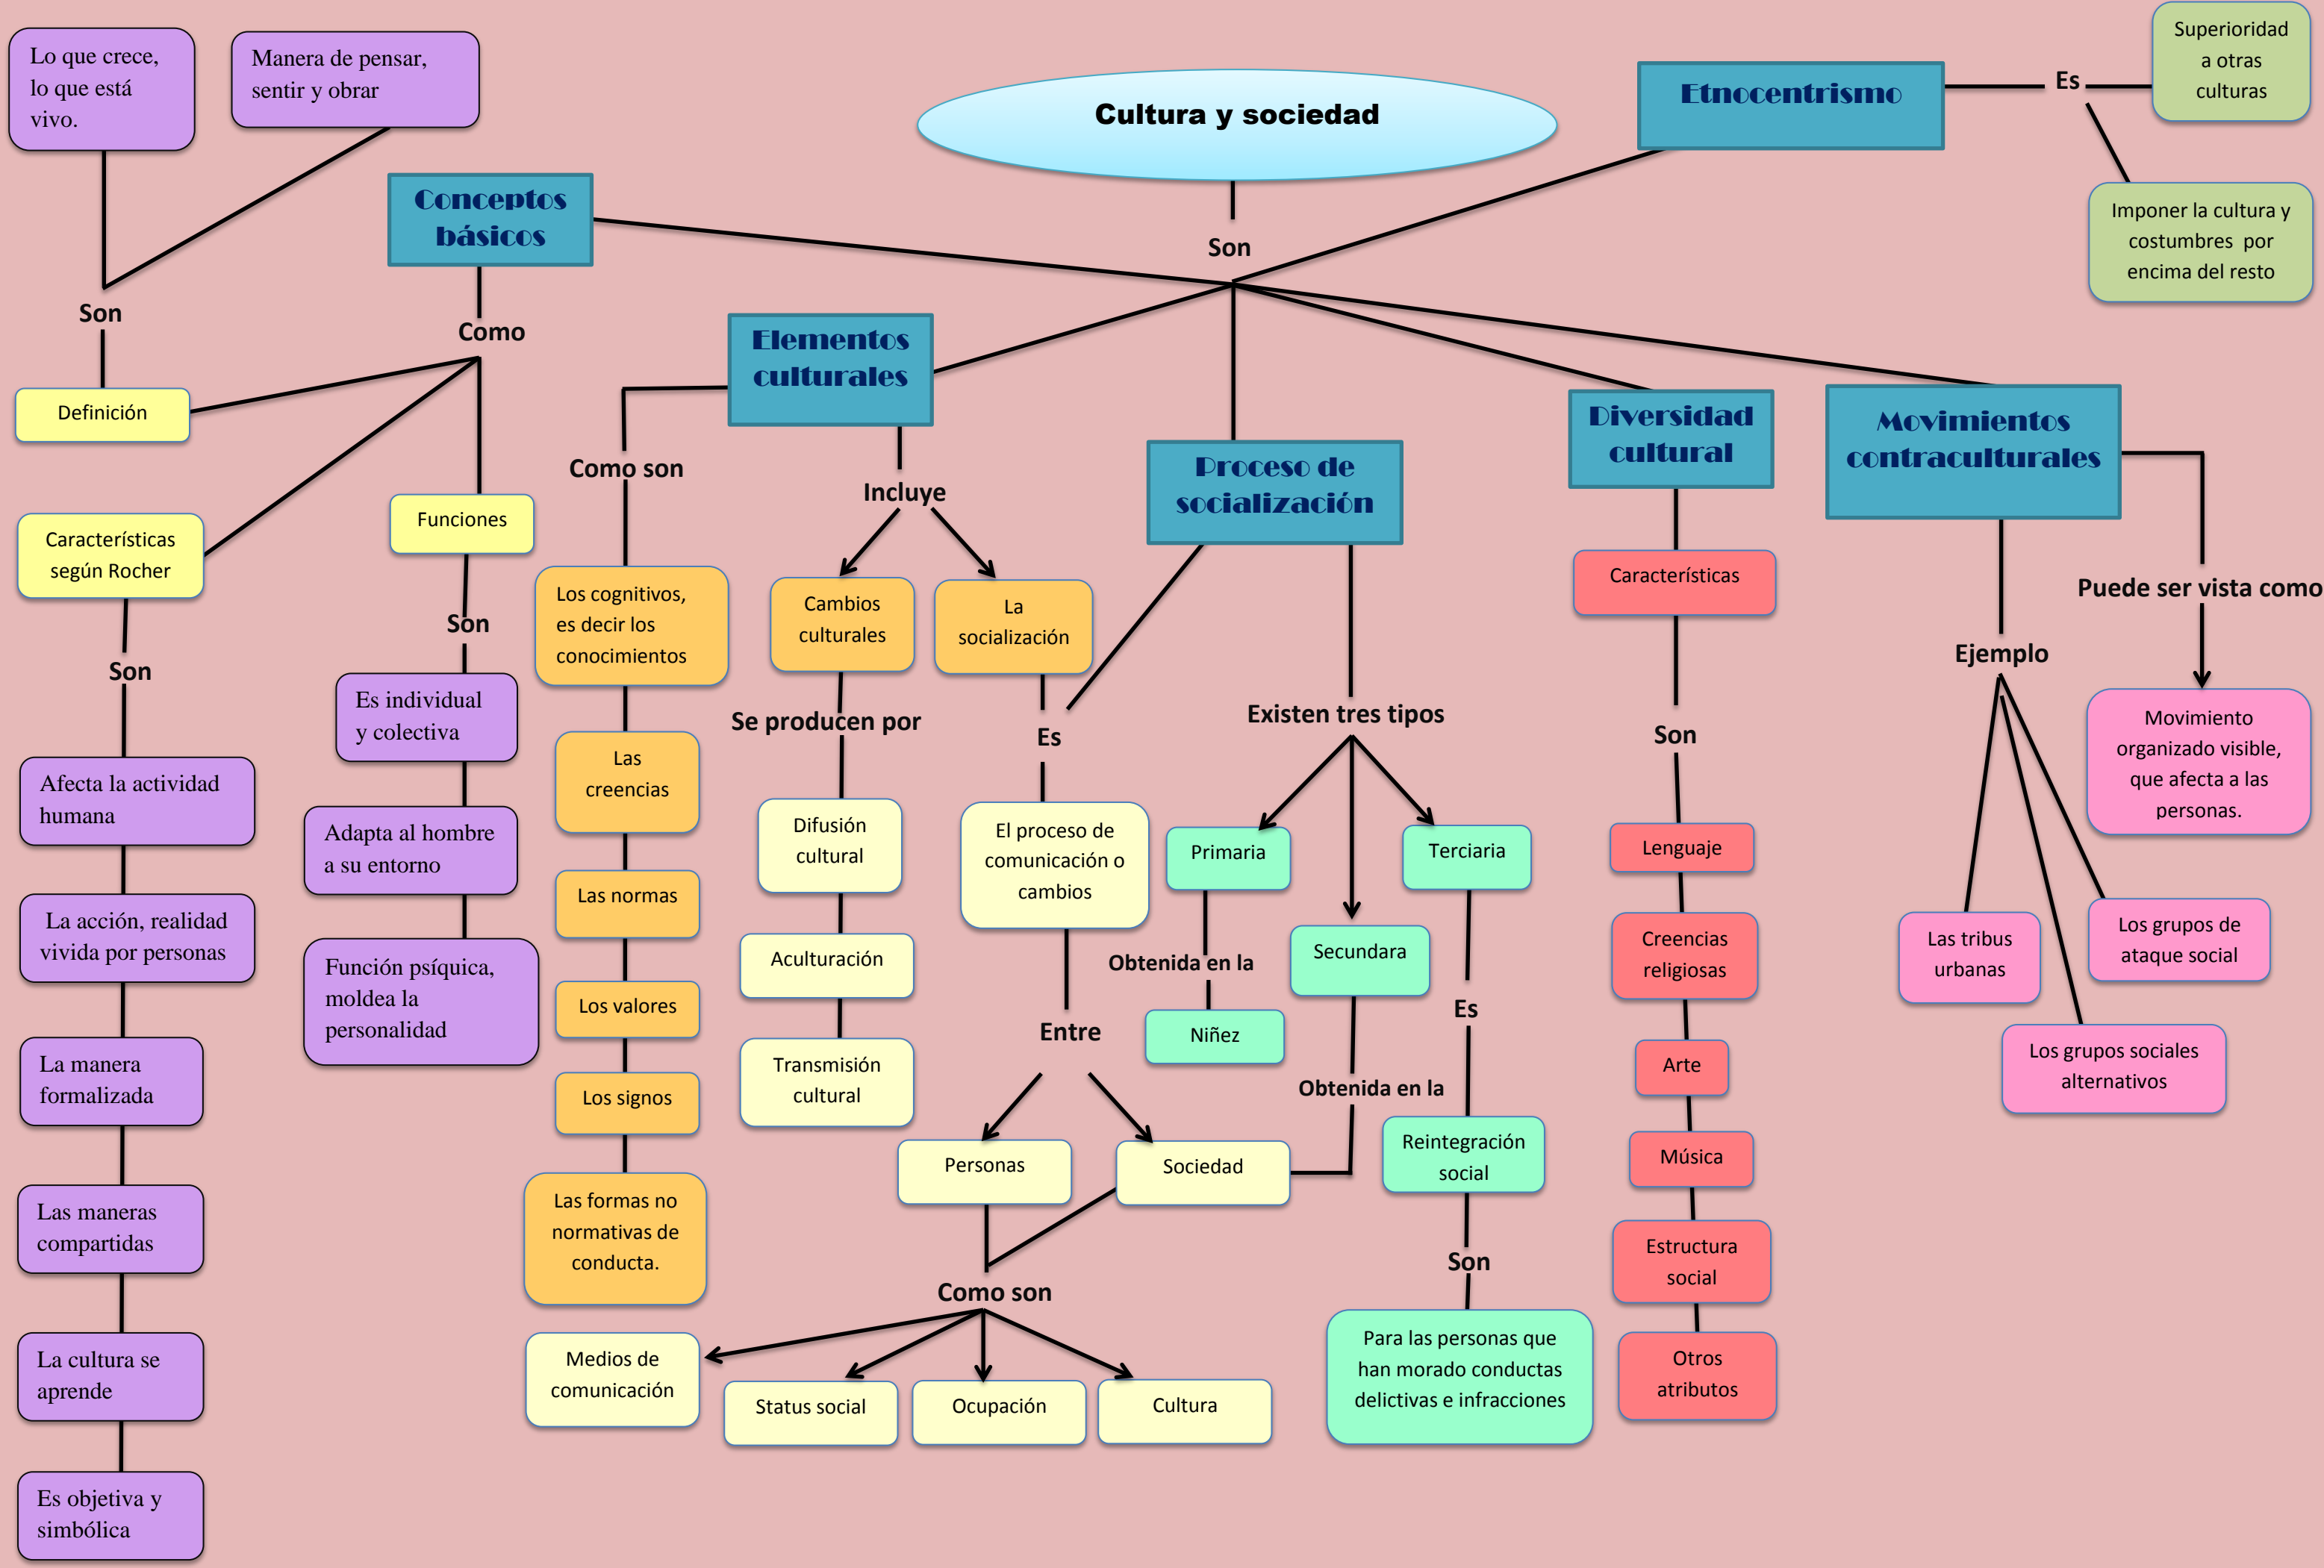 Cultura y sociedad
Son
Conceptos
básicos
Como
Definición
Son
Lo que crece,
lo que está
vivo.
Manera de pensar,
sentir y obrar
Características
según Rocher
Son
Afecta la actividad
humana
La acción, realidad
vivida por personas
La manera
formalizada
Las maneras
compartidas
La cultura se
aprende
Es objetiva y
simbólica
Funciones
Son
Es individual
y colectiva
Adapta al hombre
a su entorno
Función psíquica,
moldea la
personalidad
Elementos
culturales
Como son
Los cognitivos,
es decir los
conocimientos
Las
creencias
Las normas
Los valores
Los signos
Las formas no
normativas de
conducta.
Incluye
Cambios
culturales
Se producen por
Difusión
cultural
Aculturación
Transmisión
cultural
La
socialización
Es
El proceso de
comunicación o
cambios
Entre
Personas
Sociedad
Como son
Medios de
comunicación
Status social
Ocupación
Cultura
Proceso de
socialización
Existen tres tipos
Primaria
Obtenida en la
Niñez
Secundara
Obtenida en la
Terciaria
Es
Reintegración
social
Son
Para las personas que
han morado conductas
delictivas e infracciones
Diversidad
cultural
Características
Son
Lenguaje
Creencias
religiosas
Arte
Música
Estructura
social
Otros
atributos
Movimientos
contraculturales
Ejemplo
Las tribus
urbanas
Los grupos sociales
alternativos
Los grupos de
ataque social
Puede ser vista como
Movimiento
organizado visible,
que afecta a las
personas.
Etnocentrismo
Es
Superioridad
a otras
culturas
Imponer la cultura y
costumbres por
encima del resto